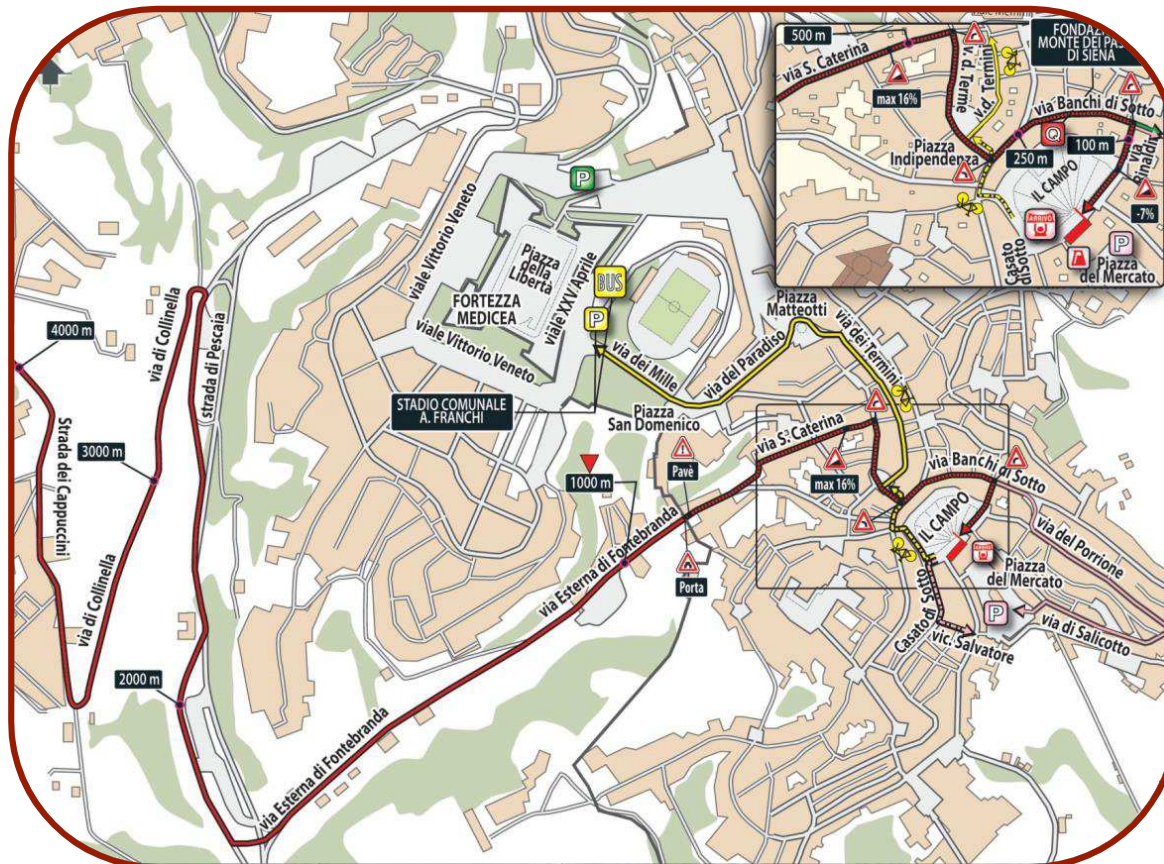 500 m
via S. Caterina
max 16%
v. d. Terme
v.d. Termini
MONTE DEI
DI SIENA
via Banchi di Sotto
Q
Piazza
Indipendenza
250 m
100 m
via
Rinaldini
IL CAMPO
-7%
ARRIVO
P
Piazza
del Mercato
Casato
di Sotto
P
viale Vittorio Veneto
Piazza
della
Libertà
FORTEZZA
MEDICEA
viale XXV Aprile
BUS
P
viale Vittorio Veneto
Piazza
Matteotti
via dei Mille
via del Paradiso
via dei Termini
STADIO COMUNALE
A. FRANCHI
Piazza
San Domenico
4000 m
via di Collinella
strada di Pescaia
Strada dei Cappuccini
3000 m
via di Collinella
2000 m
via Esterna di Fontebranda
1000 m
Pavè
via Esterna di Fontebranda
Porta
via S. Caterina
max 16%
via Banchi di Sotto
IL CAMPO
ARRIVO
Piazza
del Mercato
via del Porrione
P
Casato di Sotto
vic. Salvatore
via di Salicotto